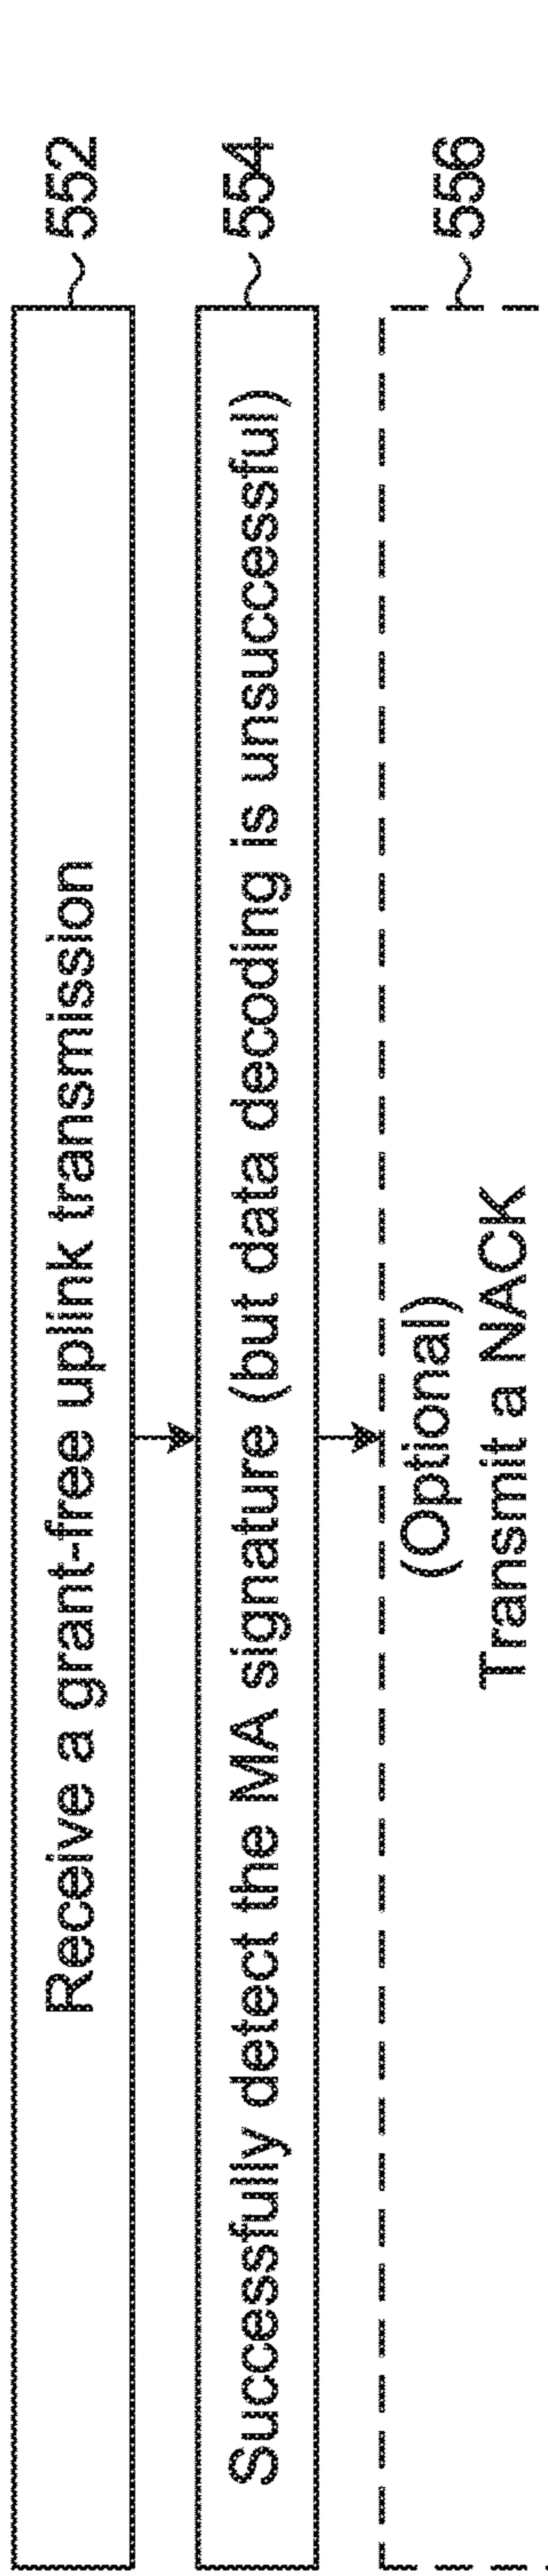 Receive a grant-free uplink transmission
552
Successfully detect the MA signature (but data decoding is unsuccessful)
554
(Optional)
Transmit a NACK
556